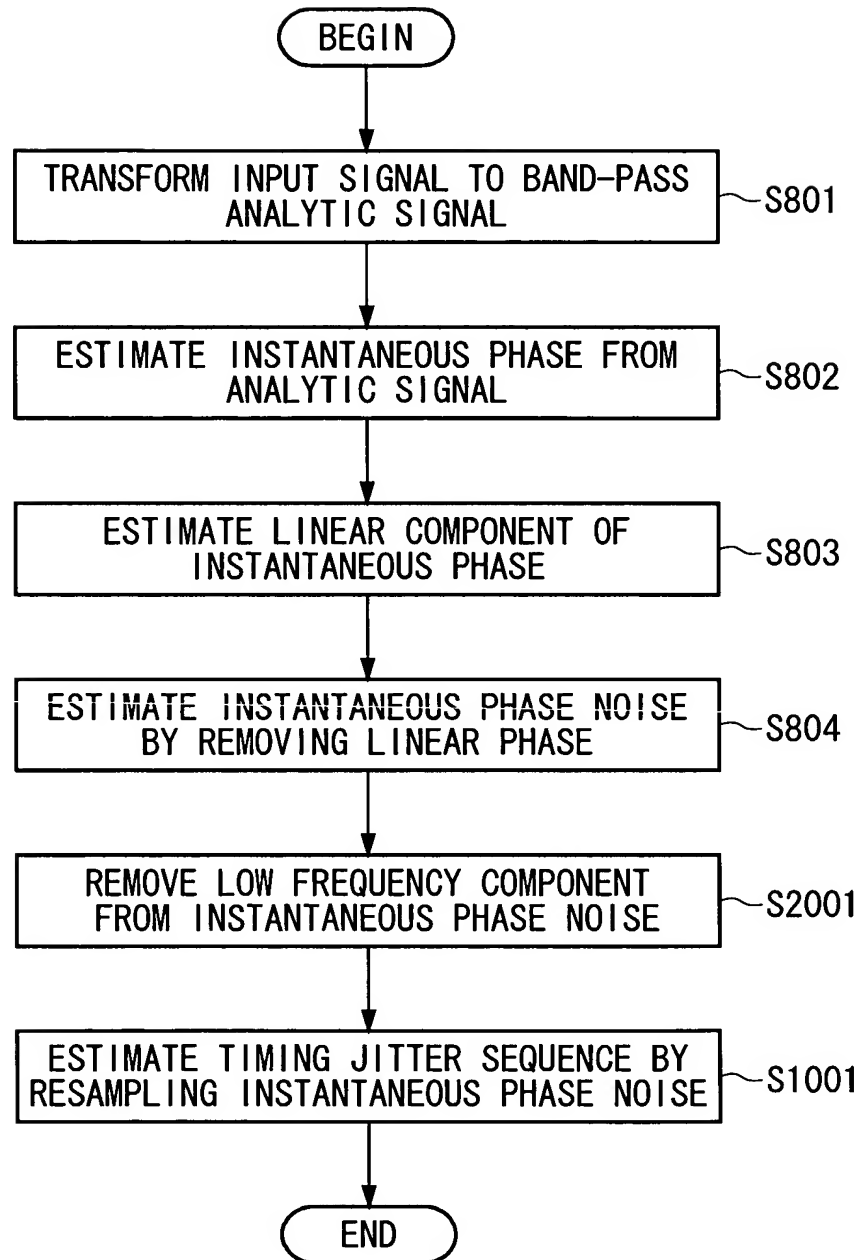 BEGIN
TRANSFORM INPUT SIGNAL TO BAND-PASS
ANALYTIC SIGNAL
S801
ESTIMATE INSTANTANEOUS PHASE FROM
ANALYTIC SIGNAL
S802
ESTIMATE LINEAR COMPONENT OF
INSTANTANEOUS PHASE
S803
ESTIMATE INSTANTANEOUS PHASE NOISE
BY REMOVING LINEAR PHASE
S804
REMOVE LOW FREQUENCY COMPONENT
FROM INSTANTANEOUS PHASE NOISE
S2001
ESTIMATE TIMING JITTER SEQUENCE BY
RESAMPLING INSTANTANEOUS PHASE NOISE
S1001
END